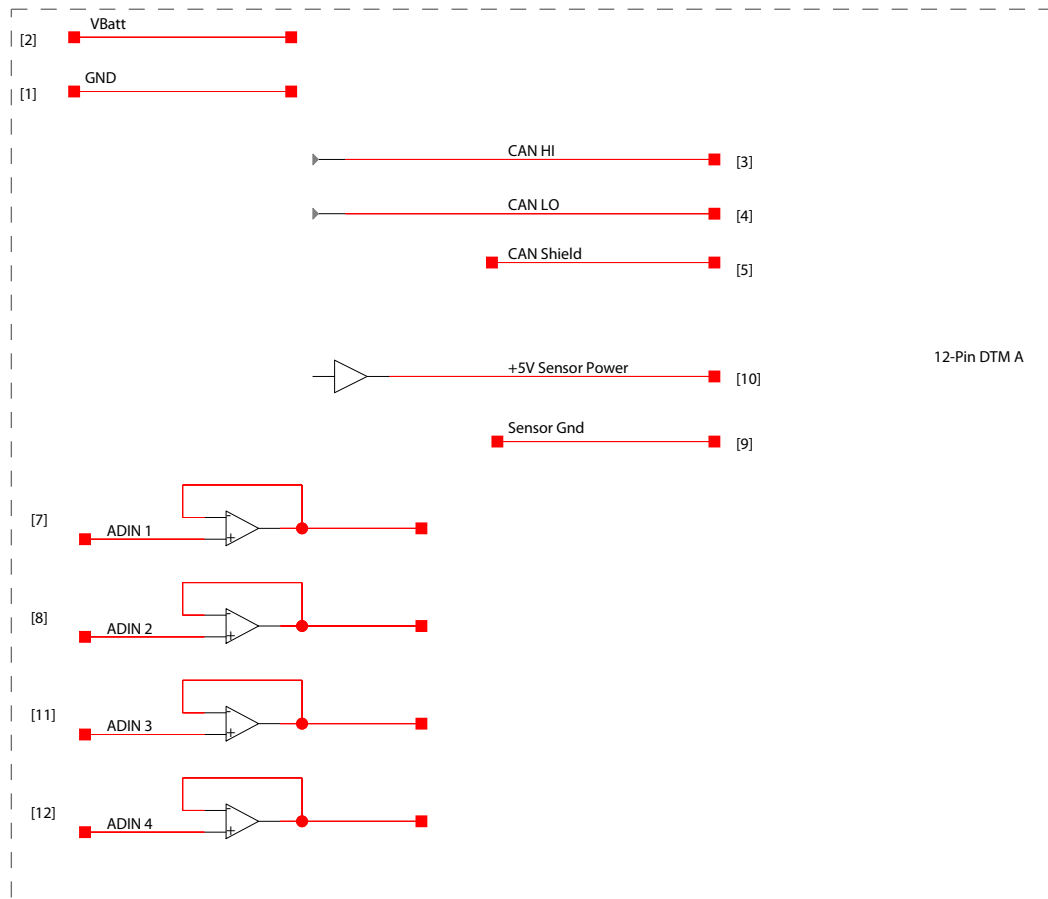 VBatt
[2]
GND
[1]
CAN HI
[3]
CAN LO
[4]
CAN Shield
[5]
12-Pin DTM A
+5V Sensor Power
[10]
Sensor Gnd
[9]
[7]
ADIN 1
-
+
[8]
ADIN 2
-
+
[11]
ADIN 3
-
+
[12]
ADIN 4
-
+